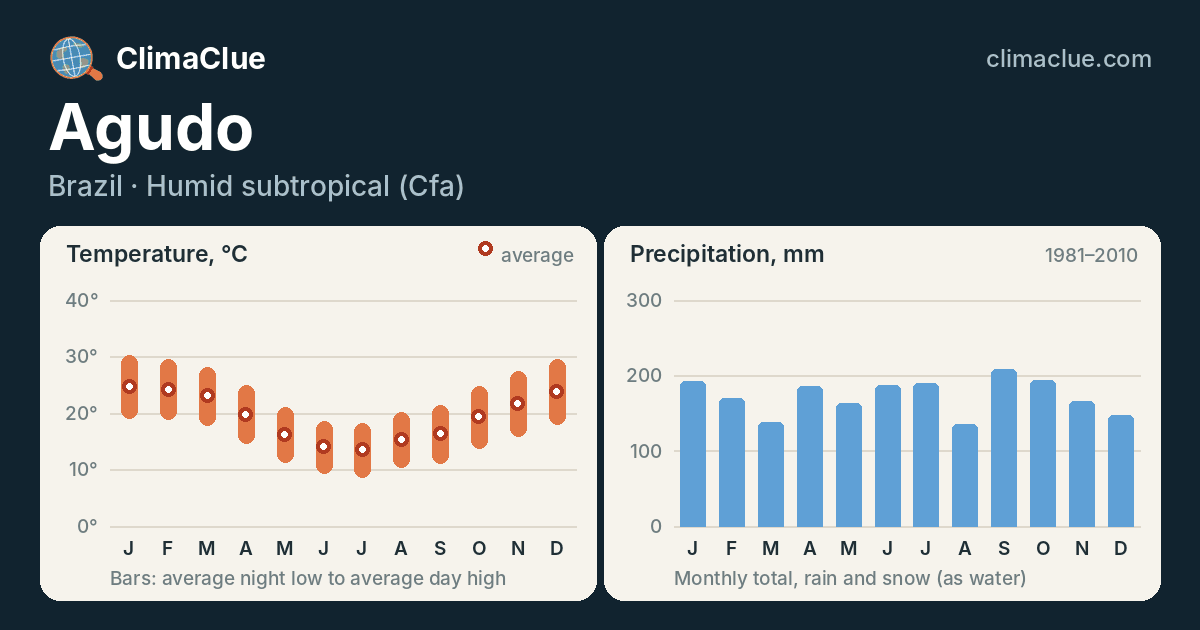 ClimaClue
climaclue.com
Agudo
Brazil · Humid subtropical (Cfa)
Temperature, °C
average
40°
30°
20°
10°
0°
J F M A M J J A S O N D
Bars: average night low to average day high
Precipitation, mm
1981–2010
300
200
100
0
J F M A M J J A S O N D
Monthly total, rain and snow (as water)